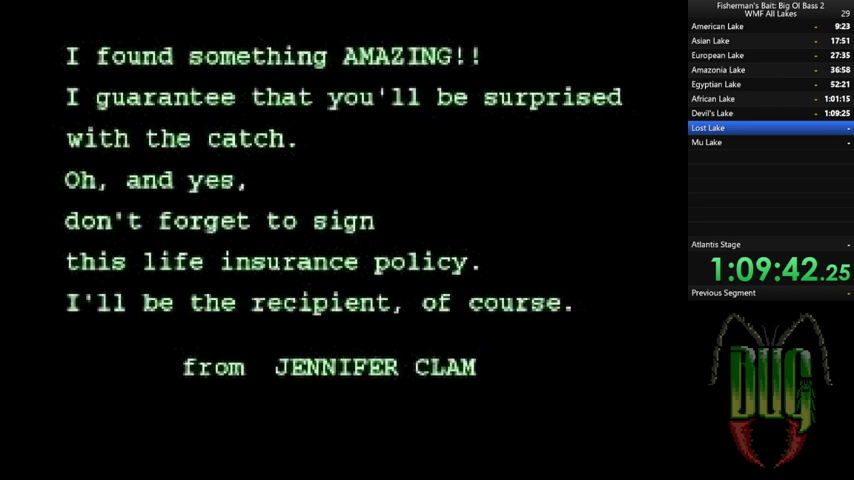 I found something AMAZING!!
I guarantee that you'll be surprised
with the catch.
Oh, and yes,
don't forget to sign
this life insurance policy.
I'll be the recipient, of course.
from JENNIFER CLAM
Fisherman's Bait: Big Ol Bass 2
WMF All Lakes 29
American Lake - 9:23
Asian Lake - 17:51
European Lake - 27:35
Amazonia Lake - 36:58
Egyptian Lake - 52:21
African Lake - 1:01:15
Devil's Lake - 1:09:25
Lost Lake -
Mu Lake -
Atlantis Stage -
1:09:42.25
Previous Segment -
BUG